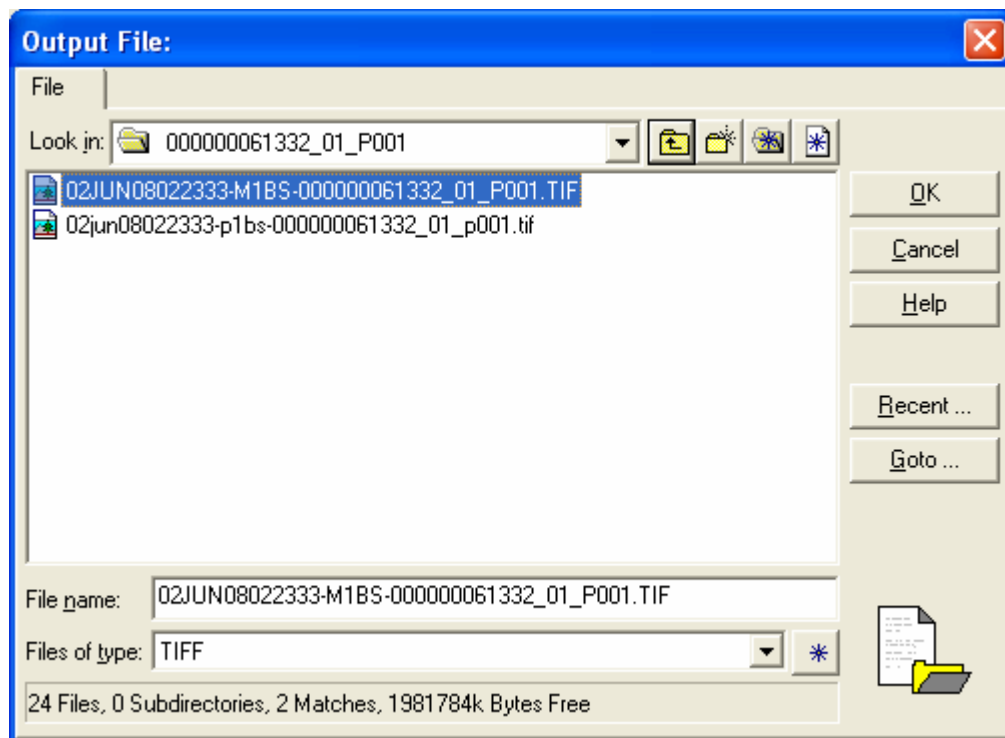 Output File:
File
Look in: 000000061332_01_P001
02JUN08022333-M1BS-000000061332_01_P001.TIF
02jun08022333-p1bs-000000061332_01_p001.tif
OK
Cancel
Help
Recent ...
Goto ...
File name: 02JUN08022333-M1BS-000000061332_01_P001.TIF
Files of type: TIFF
24 Files, 0 Subdirectories, 2 Matches, 1981784k Bytes Free